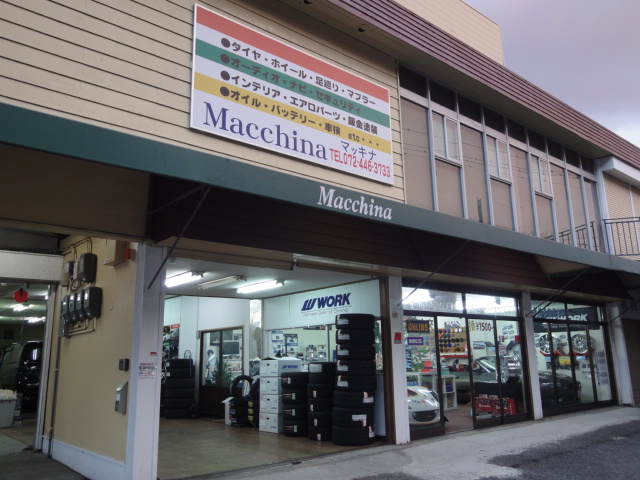 ●タイヤ・ホイール・足廻り・マフラー
●オーディオ・ナビ・セキュリティ
●インテリア・エアロパーツ・鈑金塗装
●オイル・バッテリー・車検 etc・・・
Macchina マッキナ
TEL072-446-3733
Macchina
WORK
OHLINS
¥1500
WORK